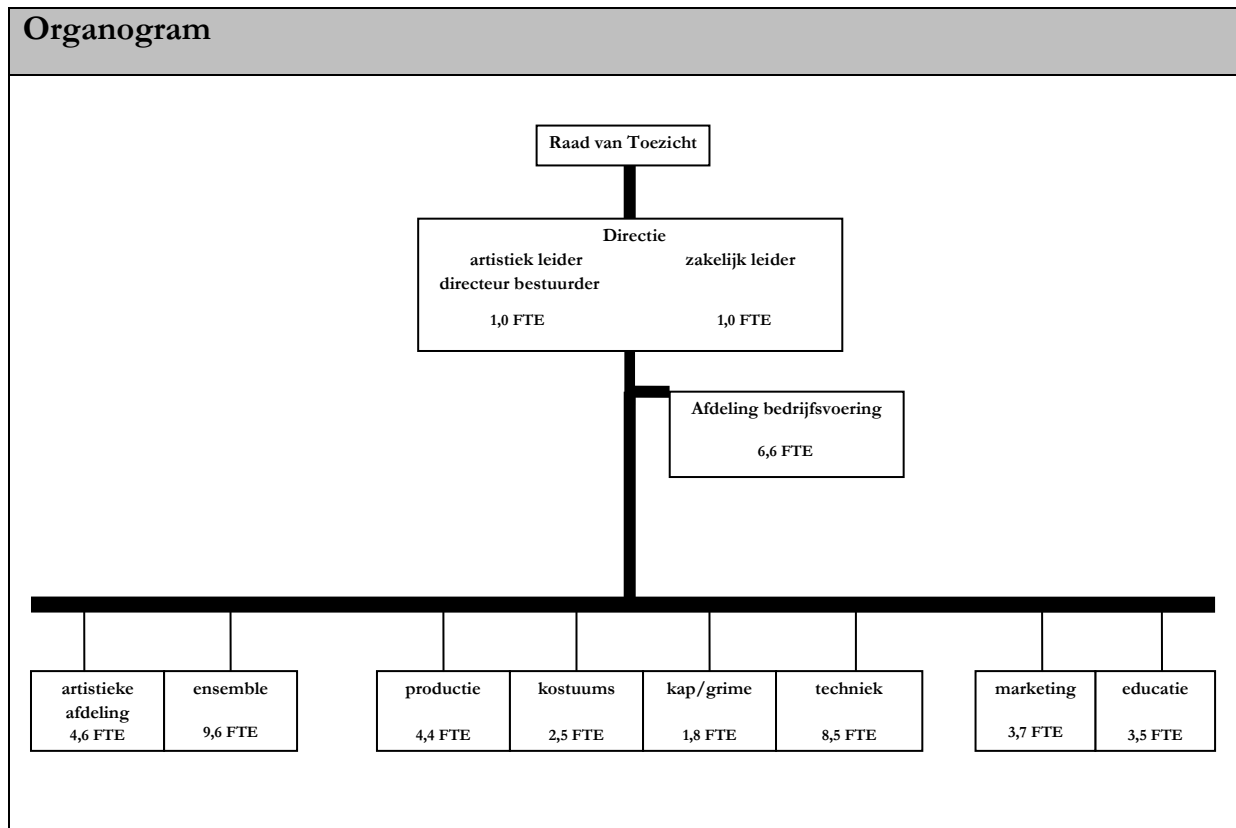 Organogram
Raad van Toezicht
Directie
artistiek leider
directeur bestuurder
1,0 FTE
zakelijk leider
1,0 FTE
Afdeling bedrijfsvoering
6,6 FTE
artistieke
afdeling
4,6 FTE
ensemble
9,6 FTE
productie
4,4 FTE
kostuums
2,5 FTE
kap/grime
1,8 FTE
techniek
8,5 FTE
marketing
3,7 FTE
educatie
3,5 FTE